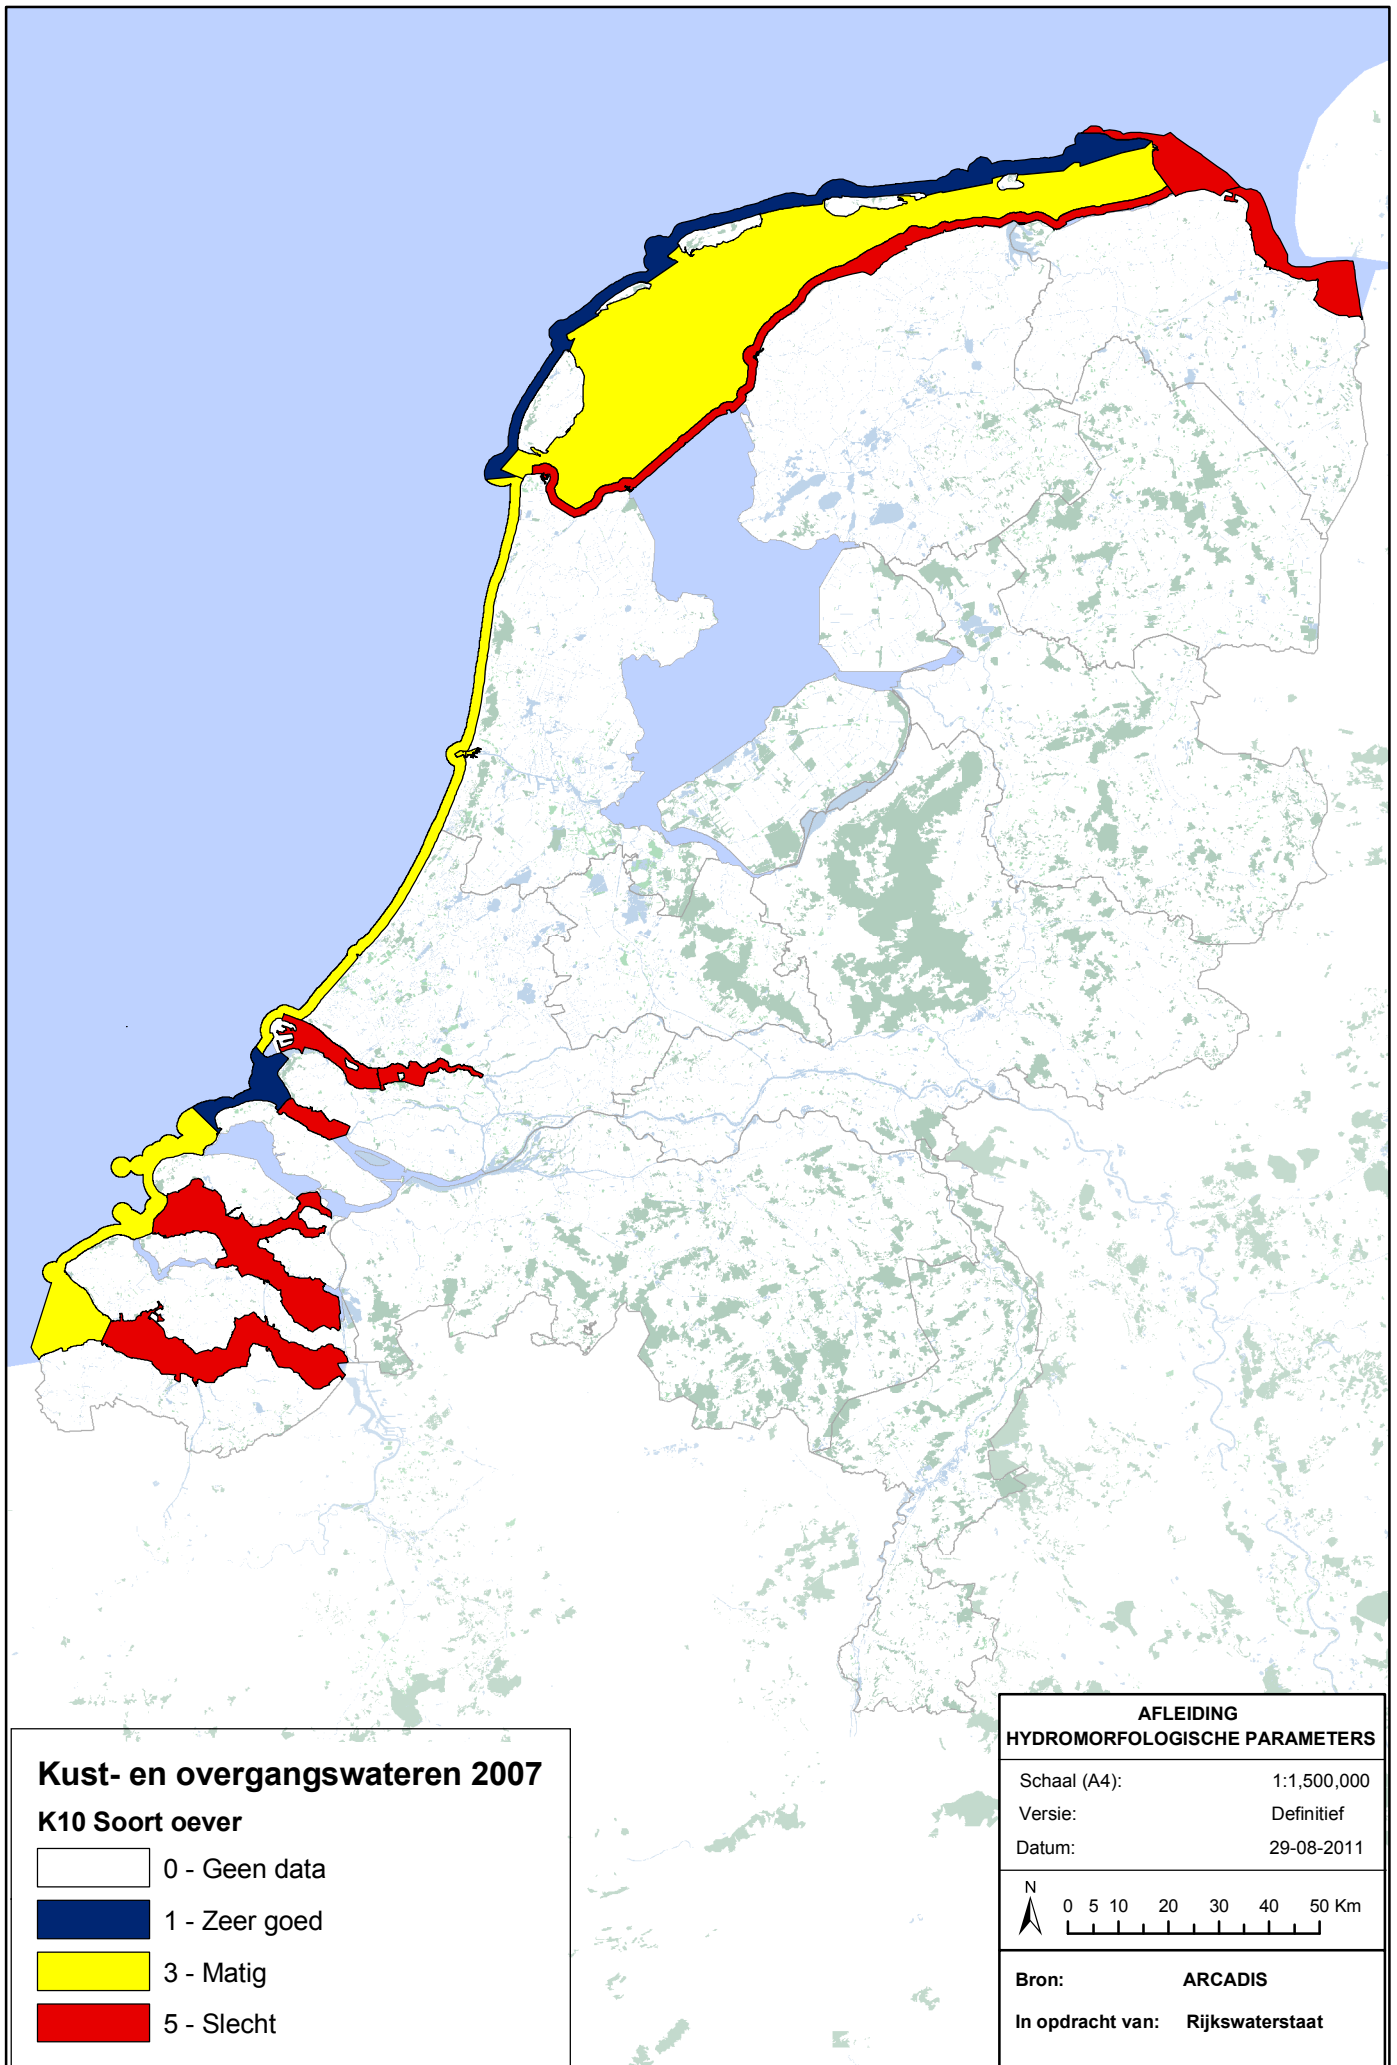 Kust- en overgangswateren 2007
K10 Soort oever
0 - Geen data
1 - Zeer goed
3 - Matig
5 - Slecht
AFLEIDING
HYDROMORFOLOGISCHE PARAMETERS
Schaal (A4): 1:1,500,000
Versie: Definitief
Datum: 29-08-2011
N
0 5 10 20 30 40 50 Km
Bron: ARCADIS
In opdracht van: Rijkswaterstaat